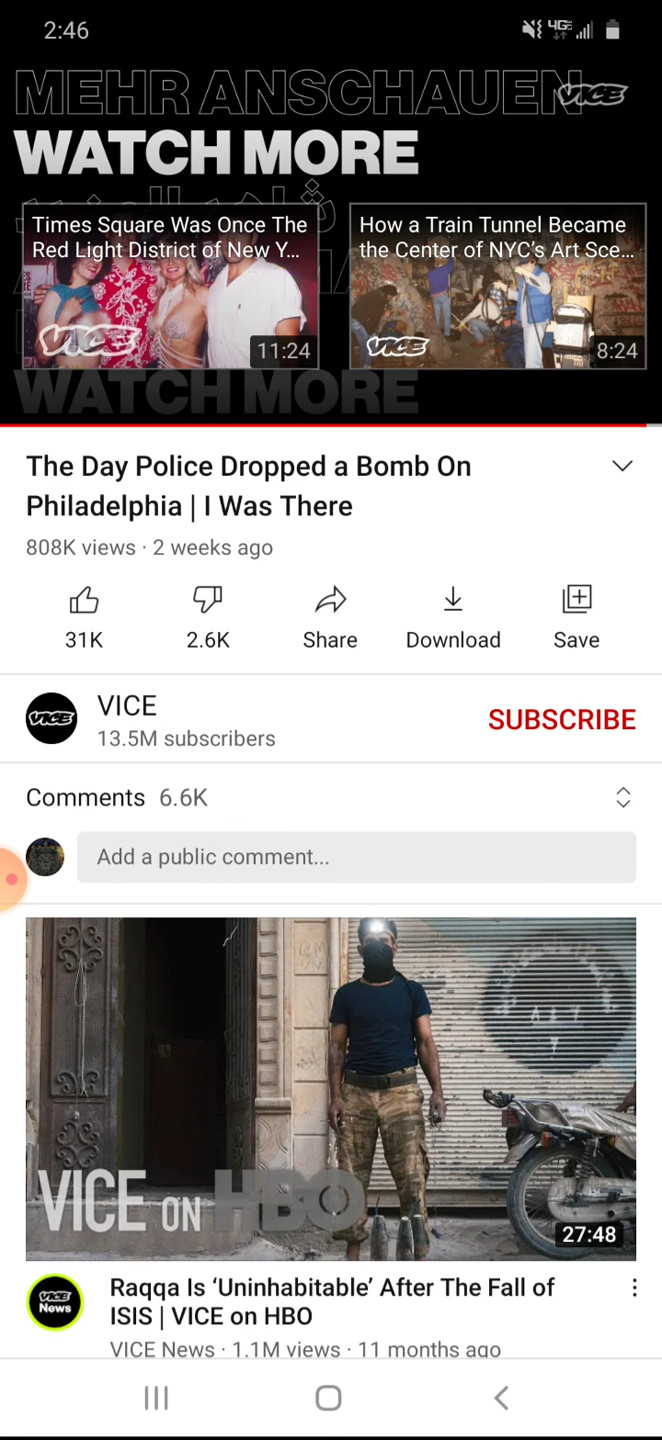 2:46
4G
MEHR ANSCHAUEN
VICE
WATCH MORE
شاهد المزيد
Times Square Was Once The
Red Light District of New Y...
VICE
11:24
How a Train Tunnel Became
the Center of NYC's Art Sce...
VICE
8:24
WATCH MORE
The Day Police Dropped a Bomb On
Philadelphia | I Was There
808K views · 2 weeks ago
31K
2.6K
Share
Download
Save
VICE
VICE
13.5M subscribers
SUBSCRIBE
Comments 6.6K
Add a public comment...
VICE ON HBO
27:48
VICE
News
Raqqa Is ‘Uninhabitable’ After The Fall of
ISIS | VICE on HBO
VICE News · 1.1M views · 11 months ago